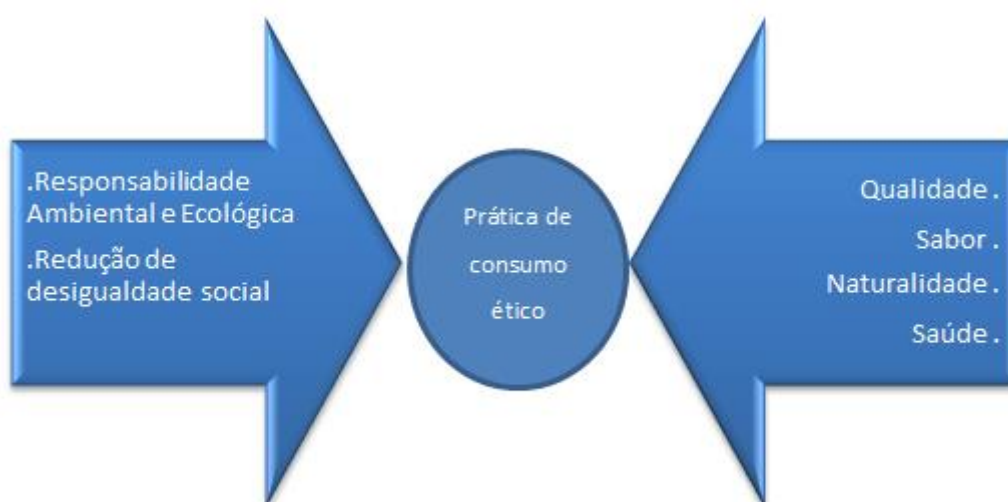 .Responsabilidade
Ambiental e Ecológica
.Redução de
desigualdade social
Prática de
consumo
ético
Qualidade .
Sabor .
Naturalidade .
Saúde .